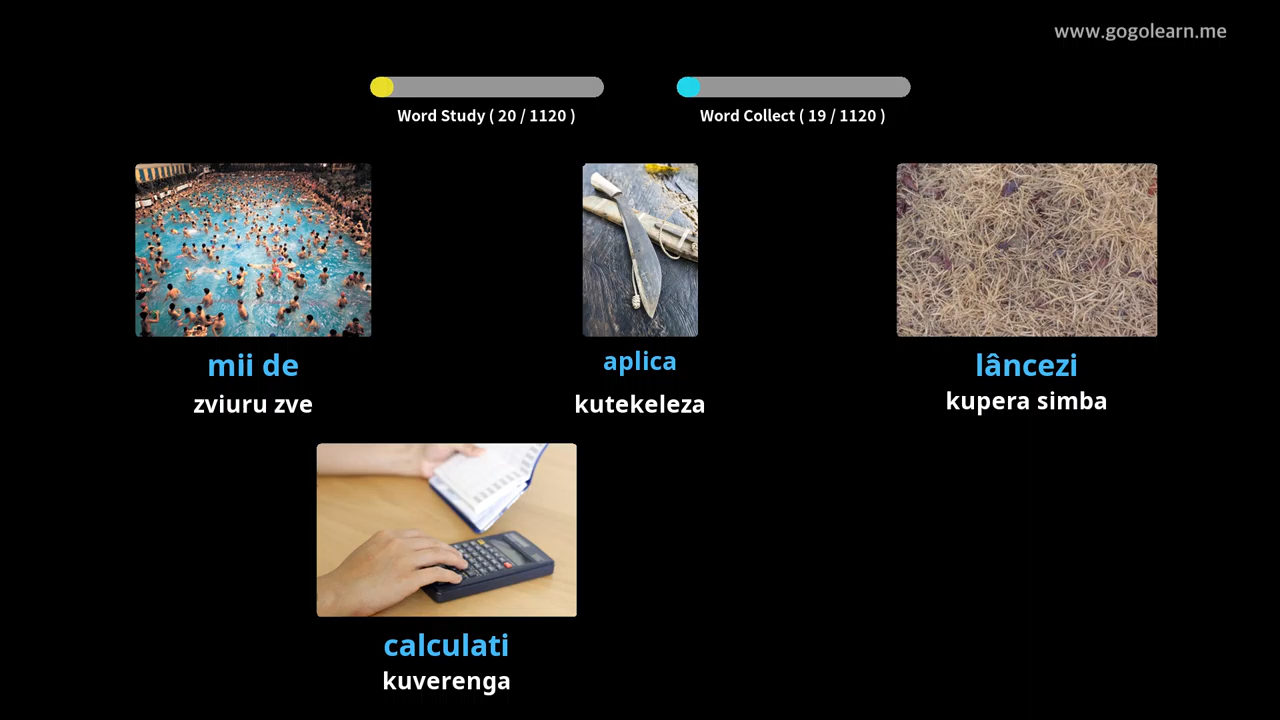 www.gogolearn.me
Word Study ( 20 / 1120 )
Word Collect ( 19 / 1120 )
mii de
zviuru zve
aplica
kutekeleza
lâncezi
kupera simba
calculati
kuverenga